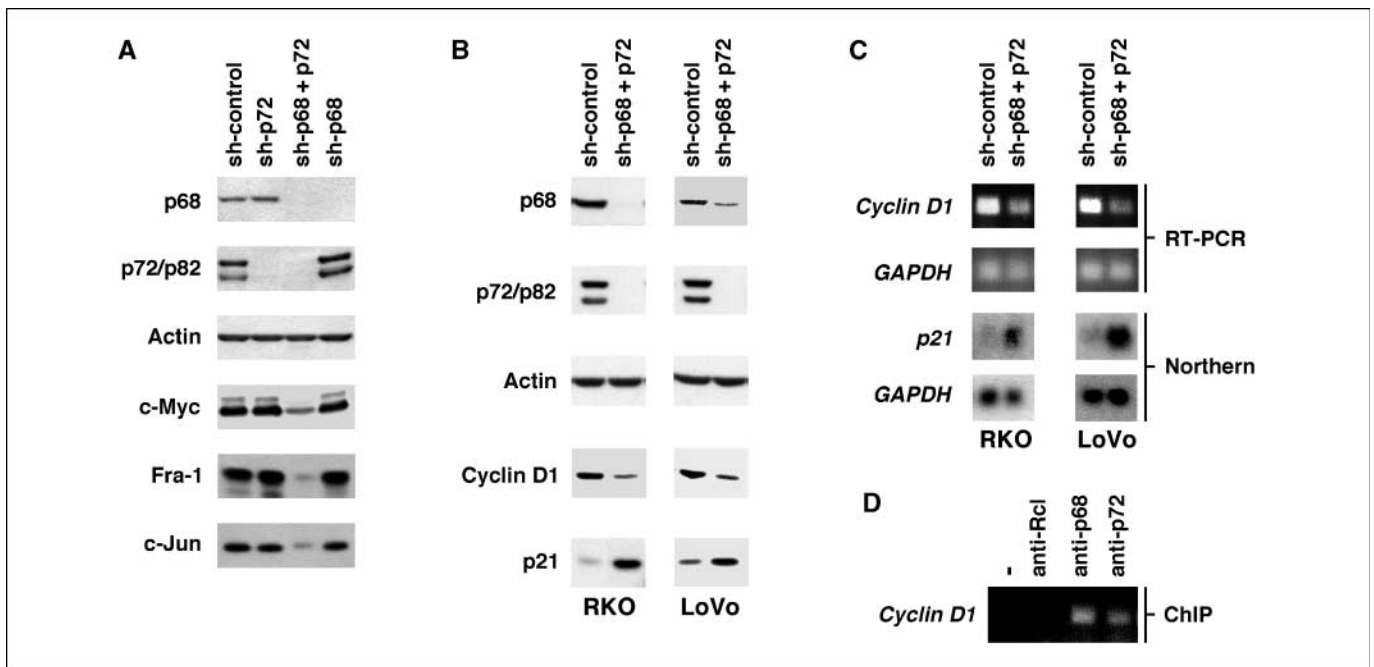 A
sh-control
sh-p72
sh-p68 + p72
sh-p68
p68
p72/p82
Actin
c-Myc
Fra-1
c-Jun
B
sh-control
sh-p68 + p72
sh-control
sh-p68 + p72
p68
p72/p82
Actin
Cyclin D1
p21
RKO
LoVo
C
sh-control
sh-p68 + p72
sh-control
sh-p68 + p72
Cyclin D1
GAPDH
RT-PCR
p21
GAPDH
Northern
RKO
LoVo
D
-
anti-Rcl
anti-p68
anti-p72
Cyclin D1
ChIP